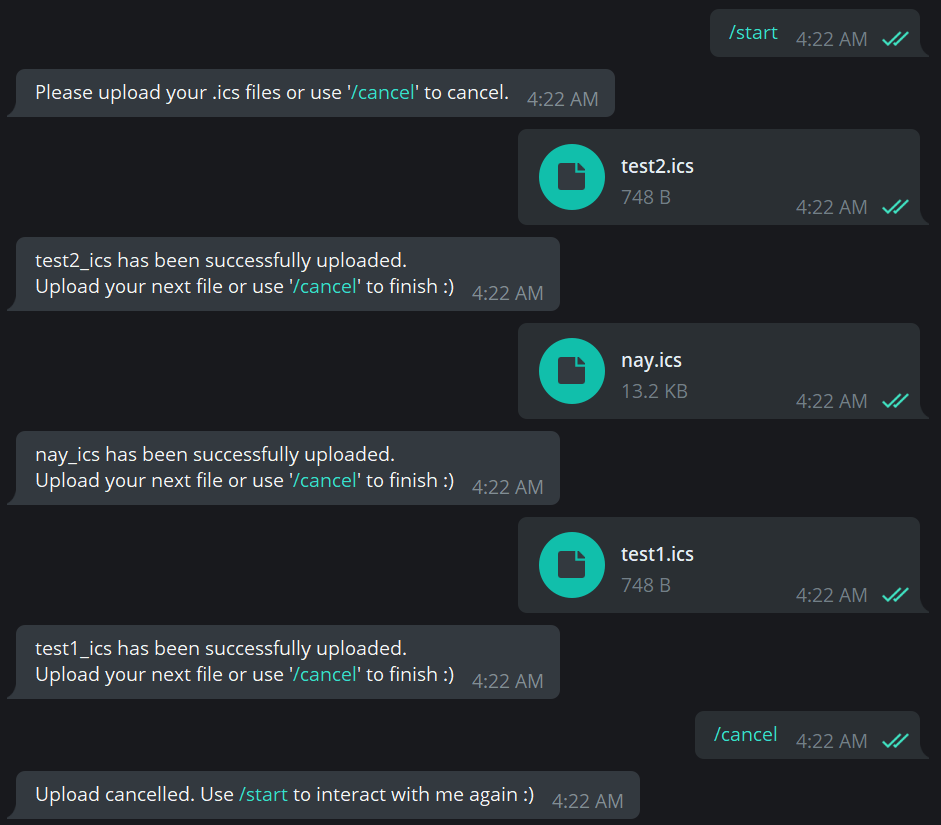 /start 4:22 AM
Please upload your .ics files or use '/cancel' to cancel. 4:22 AM
test2.ics
748 B
4:22 AM
test2_ics has been successfully uploaded.
Upload your next file or use '/cancel' to finish :) 4:22 AM
nay.ics
13.2 KB
4:22 AM
nay_ics has been successfully uploaded.
Upload your next file or use '/cancel' to finish :) 4:22 AM
test1.ics
748 B
4:22 AM
test1_ics has been successfully uploaded.
Upload your next file or use '/cancel' to finish :) 4:22 AM
/cancel 4:22 AM
Upload cancelled. Use /start to interact with me again :) 4:22 AM